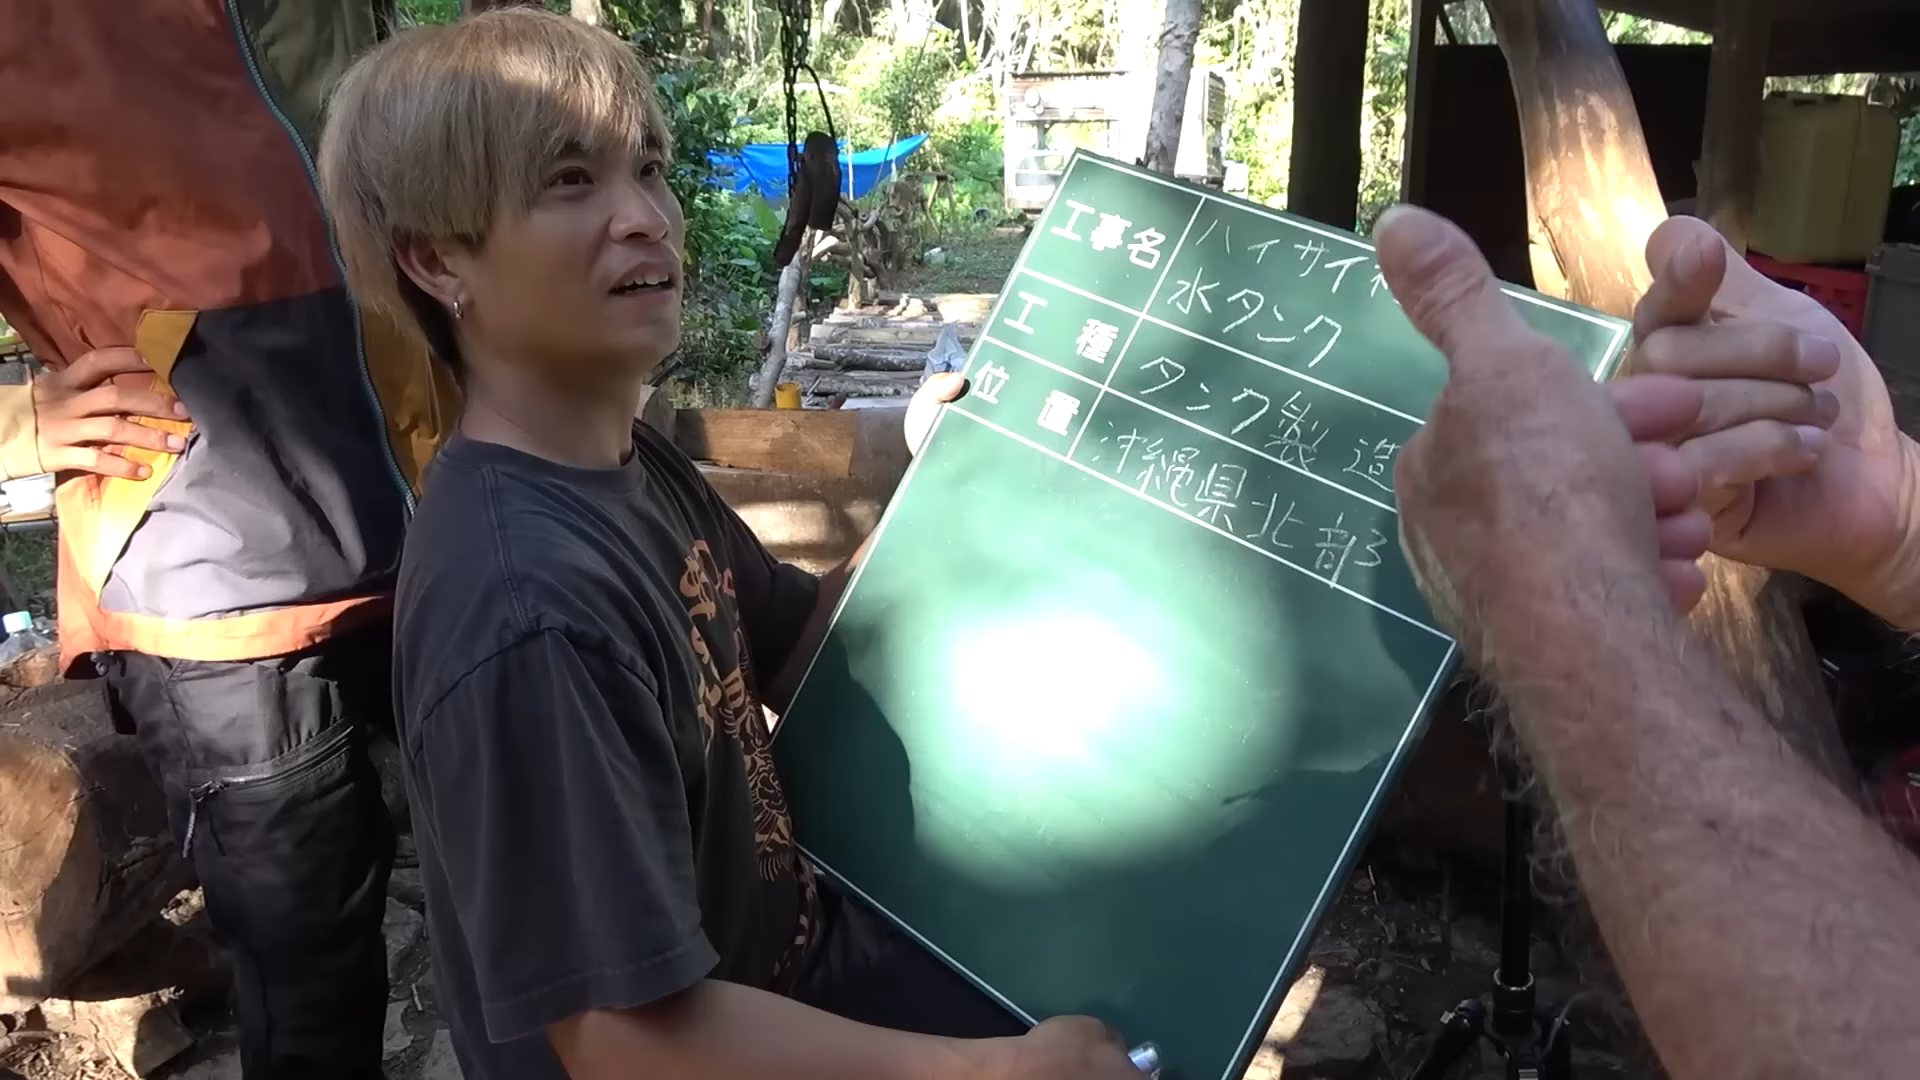 工事名 ハイサイ
水タンク
工種 タンク製造
位置 沖縄県北部